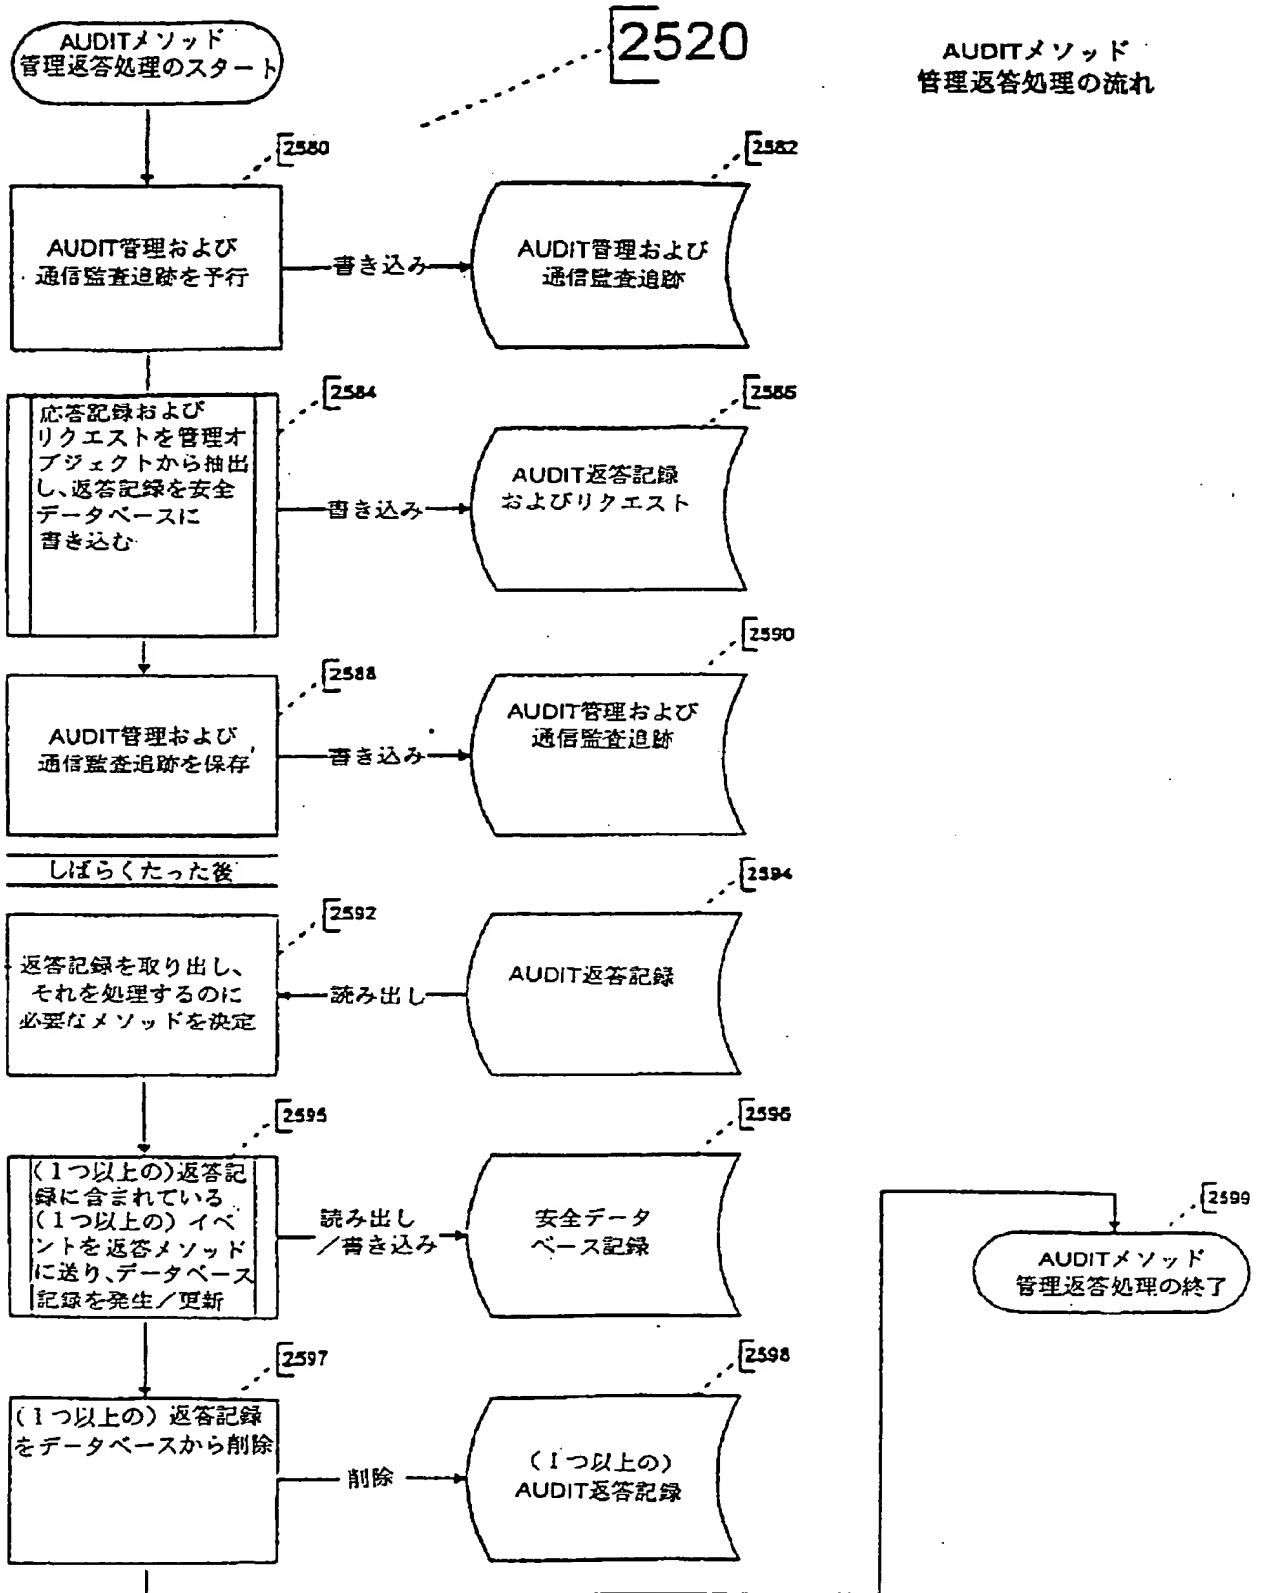 AUDITメソッド
管理返答処理のスタート
2520
AUDITメソッド
管理返答処理の流れ
2580
AUDIT管理および
通信監査追跡を予行
書き込み
2582
AUDIT管理および
通信監査追跡
2584
応答記録および
リクエストを管理オ
ブジェクトから抽出
し、返答記録を安全
データベースに
書き込む
書き込み
2586
AUDIT返答記録
およびリクエスト
2588
AUDIT管理および
通信監査追跡を保存
書き込み
2590
AUDIT管理および
通信監査追跡
しばらくたった後
2592
返答記録を取り出し、
それを処理するのに
必要なメソッドを決定
読み出し
2594
AUDIT返答記録
2595
(1つ以上の)返答記
録に含まれている
(1つ以上の)イベ
ントを返答メソッド
に送り、データベース
記録を発生/更新
読み出し
/書き込み
2596
安全データ
ベース記録
2597
(1つ以上の)返答記録
をデータベースから削除
削除
2598
(1つ以上の)
AUDIT返答記録
2599
AUDITメソッド
管理返答処理の終了